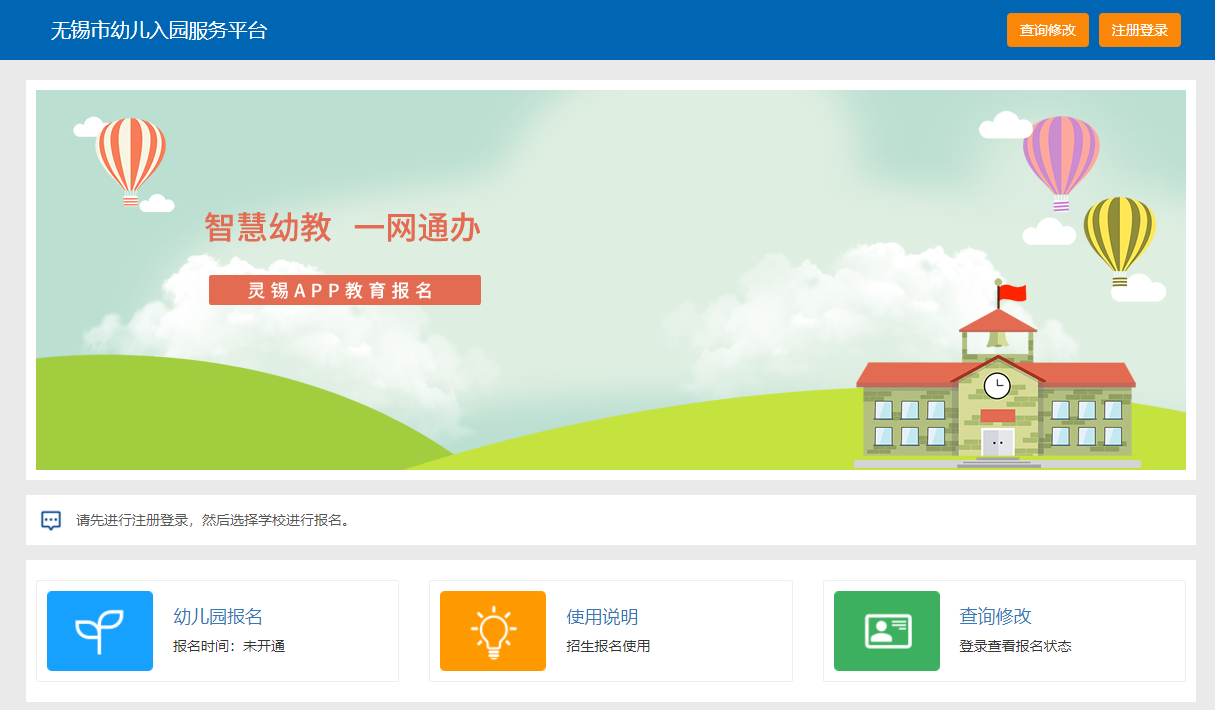 无锡市幼儿入园服务平台
查询修改
注册登录
智慧幼教 一网通办
灵锡APP教育报名
请先进行注册登录，然后选择学校进行报名。
幼儿园报名
报名时间：未开通
使用说明
招生报名使用
查询修改
登录查看报名状态